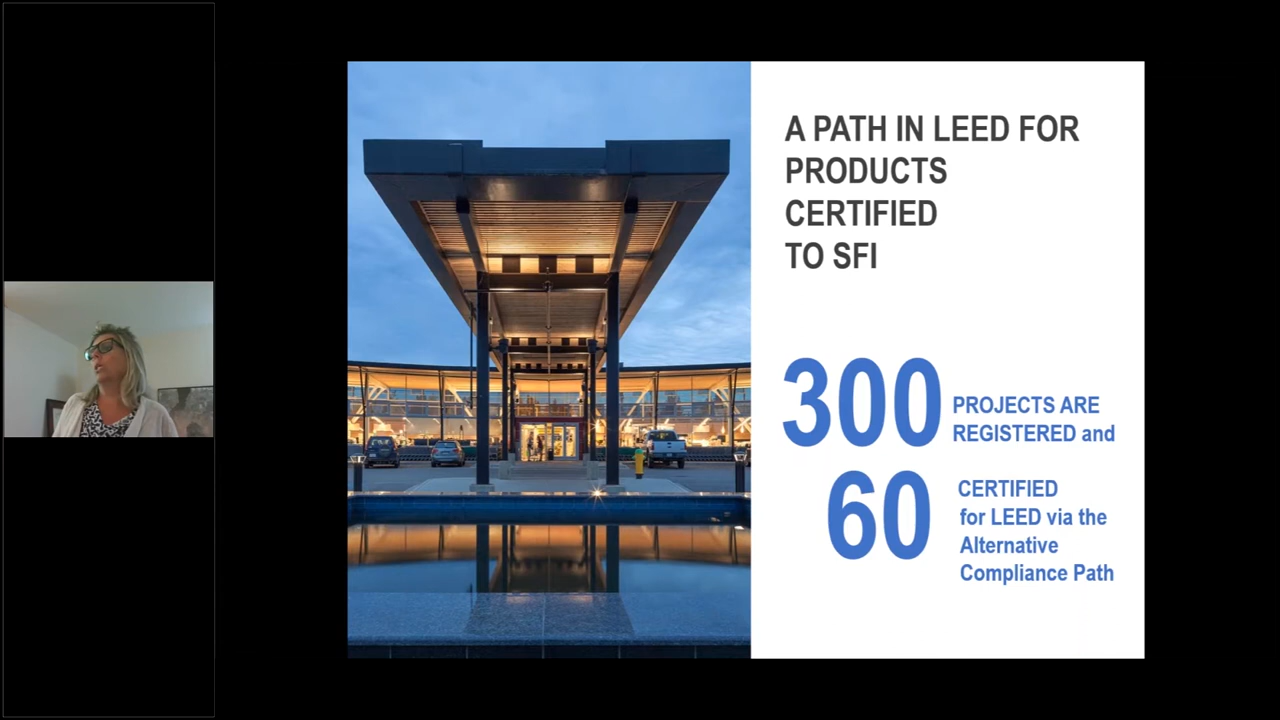 A PATH IN LEED FOR
PRODUCTS
CERTIFIED
TO SFI
300 PROJECTS ARE
REGISTERED and
60 CERTIFIED
for LEED via the
Alternative
Compliance Path